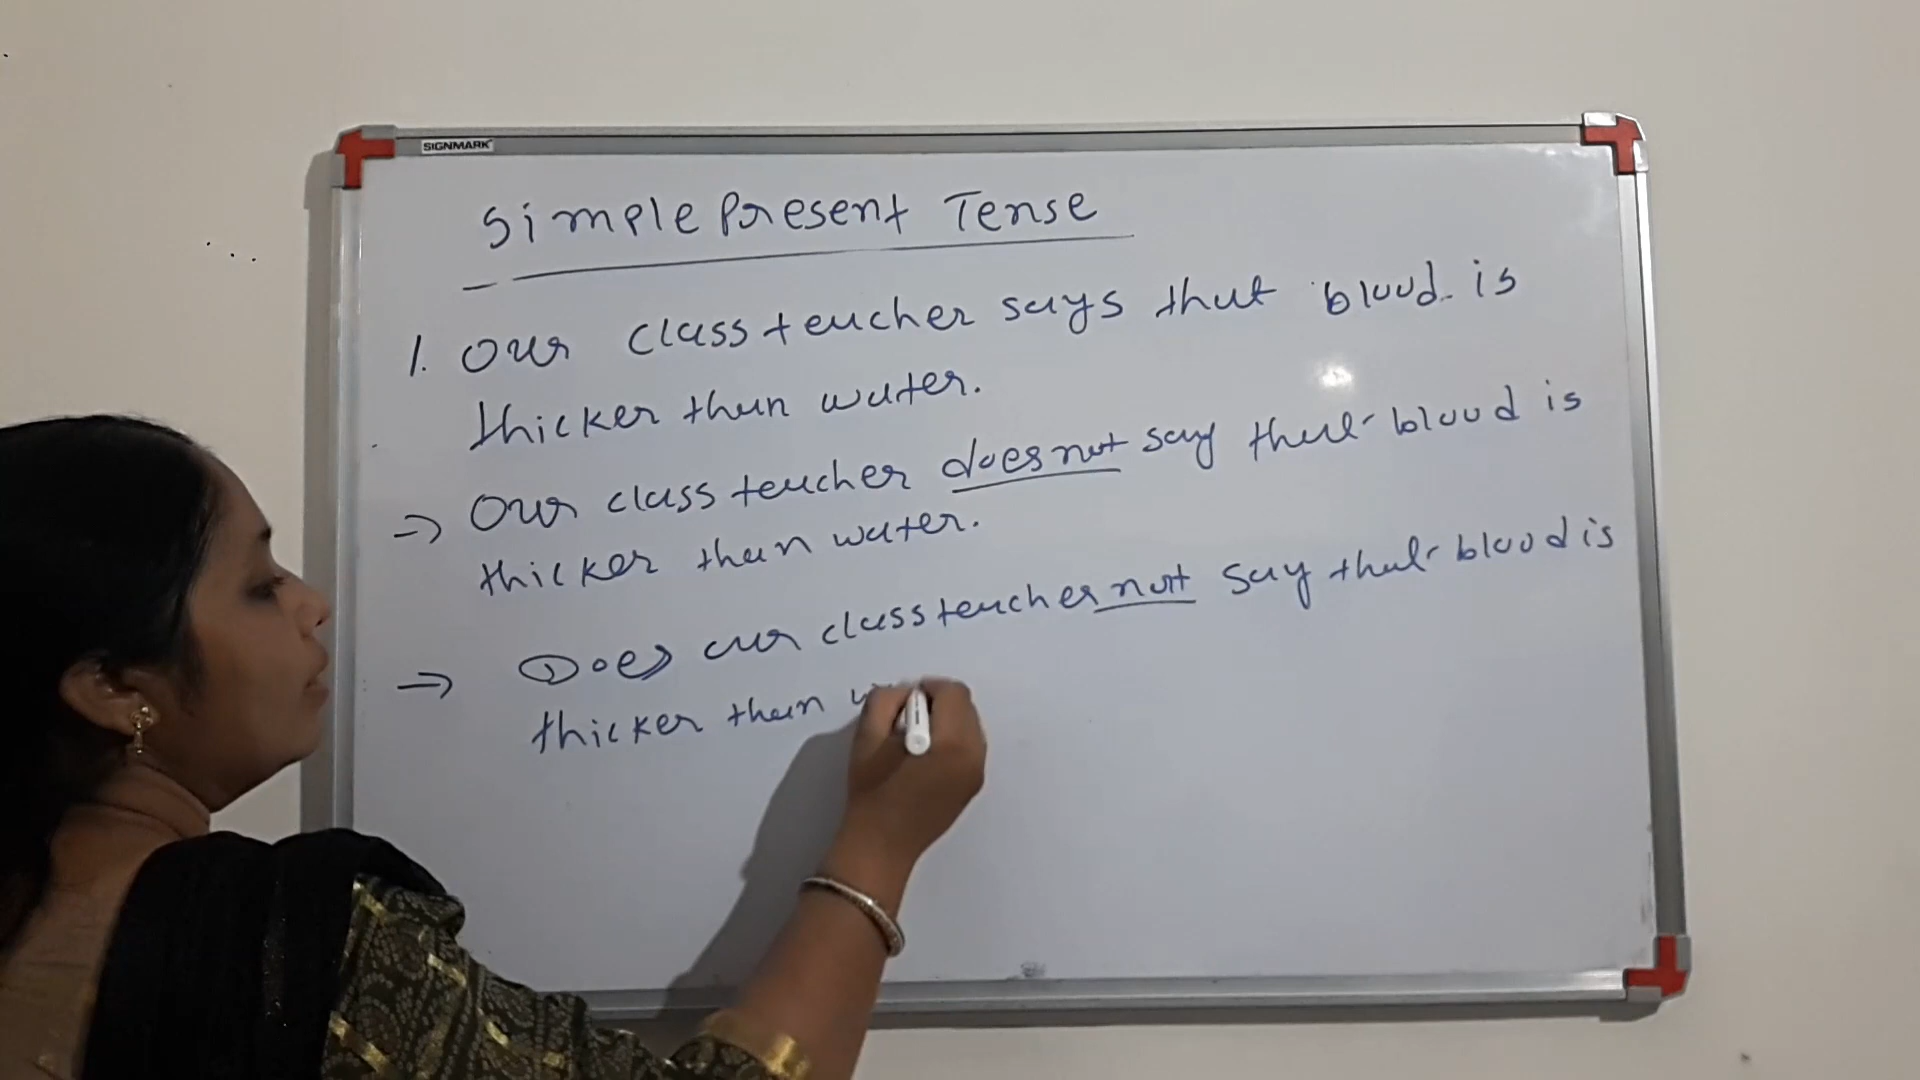 SIGNMARK
Simple Present Tense
1. Our class teacher says that blood is
thicker than water.
→ Our class teacher does not say that blood is
thicker than water.
→ Does our class teacher not say that blood is
thicker than